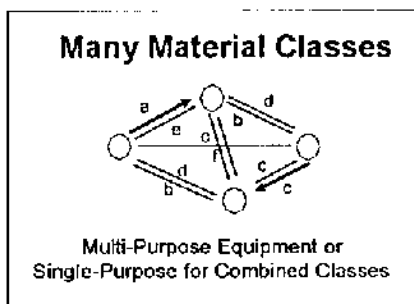 Many Material Classes
a
d
e
b
c
f
c
d
b
c
Multi-Purpose Equipment or
Single-Purpose for Combined Classes